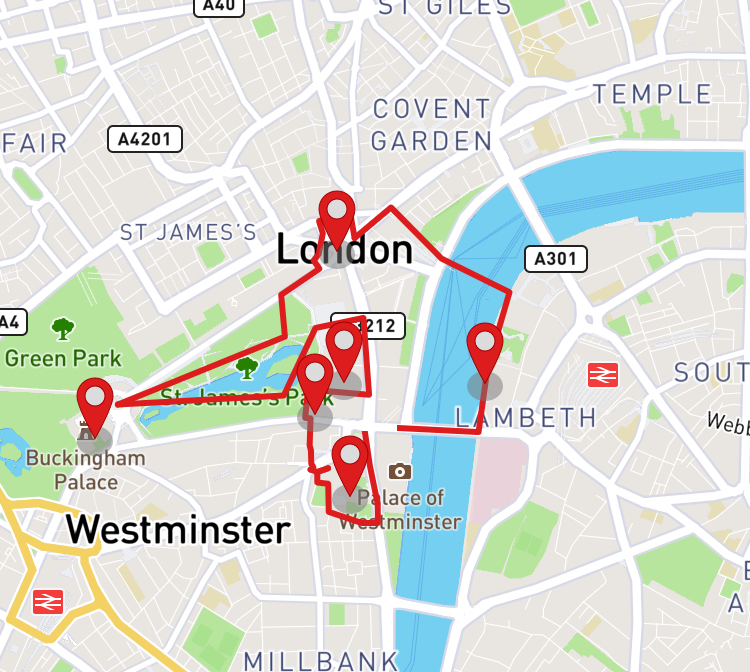 A40
ST GILES
TEMPLE
COVENT
GARDEN
A4201
FAIR
ST JAMES'S
London
A301
A4
3212
Green Park
St. James's Park
SOUT
LAMBETH
Webb
Buckingham
Palace
Palace of
Westminster
Westminster
E
A
MILLBANK